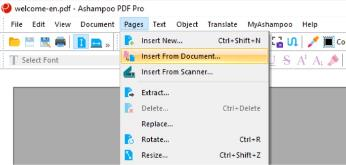 welcome-en.pdf - Ashampoo PDF Pro
File Edit View Document Pages Text Object Translate MyAshampoo Help
Insert New... Ctrl+Shift+N
Insert From Document...
Select Font
Insert From Scanner...
Extract...
Delete... Ctrl+Delete
Replace...
Rotate... Ctrl+R
Resize... Ctrl+Shift+Z